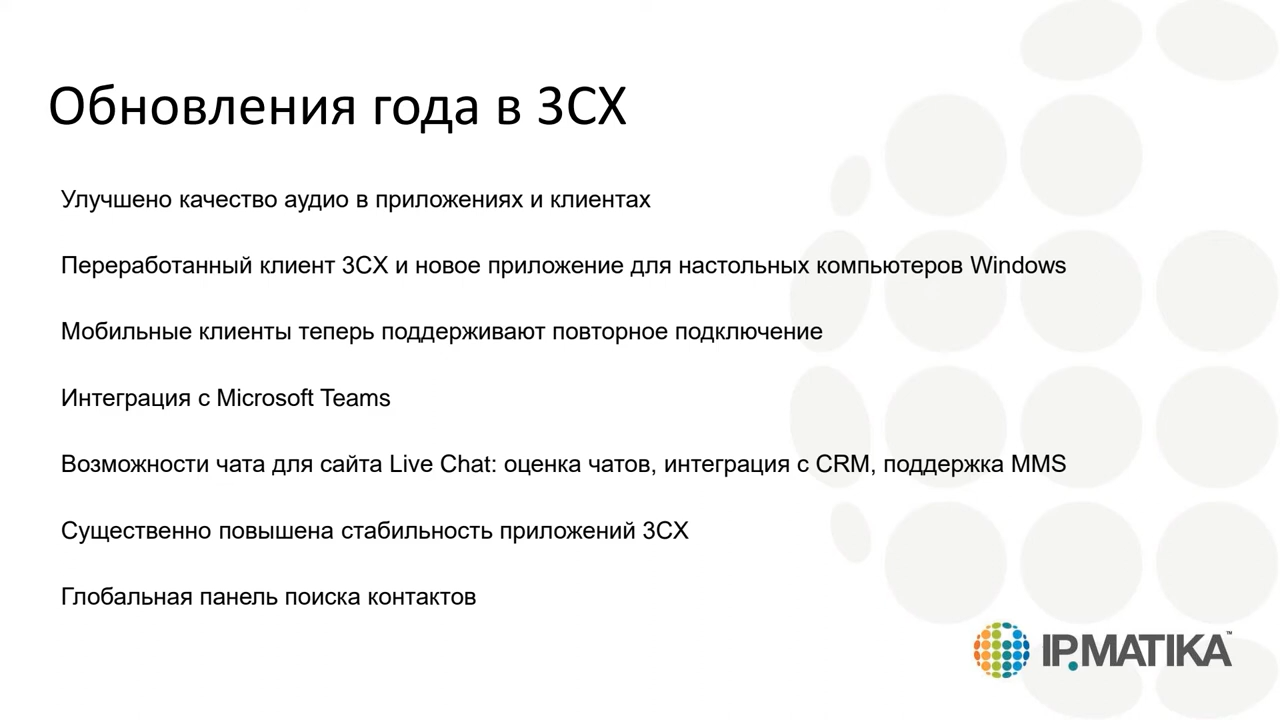 Обновления года в 3CX
Улучшено качество аудио в приложениях и клиентах
Переработанный клиент 3CX и новое приложение для настольных компьютеров Windows
Мобильные клиенты теперь поддерживают повторное подключение
Интеграция с Microsoft Teams
Возможности чата для сайта Live Chat: оценка чатов, интеграция с CRM, поддержка MMS
Существенно повышена стабильность приложений 3CX
Глобальная панель поиска контактов
IPMATIKA™